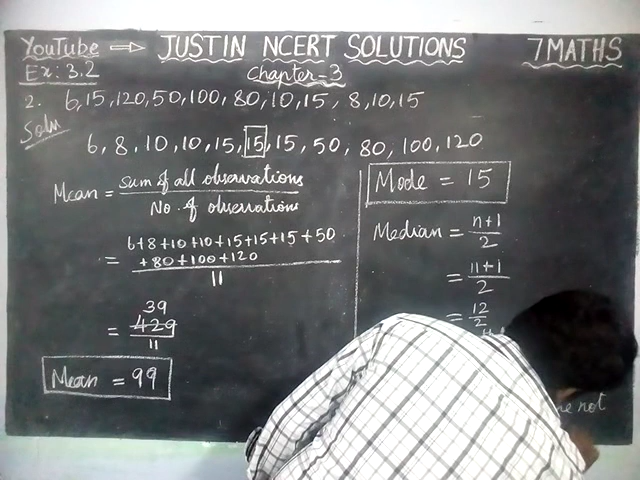 YouTube ⇒ JUSTIN NCERT SOLUTIONS 7MATHS
Ex: 3.2 Chapter-3
2. 6,15,120,50,100,80,10,15, 8,10,15
Soln
6, 8, 10, 10, 15, 15, 15, 50, 80, 100, 120
Mean = Sum of all observations
No. of observations
= 6+8+10+10+15+15+15+50
+80+100+120
11
39
= 429
11
Mean = 99
Mode = 15
Median = n+1
2
= 11+1
2
= 12
2
not